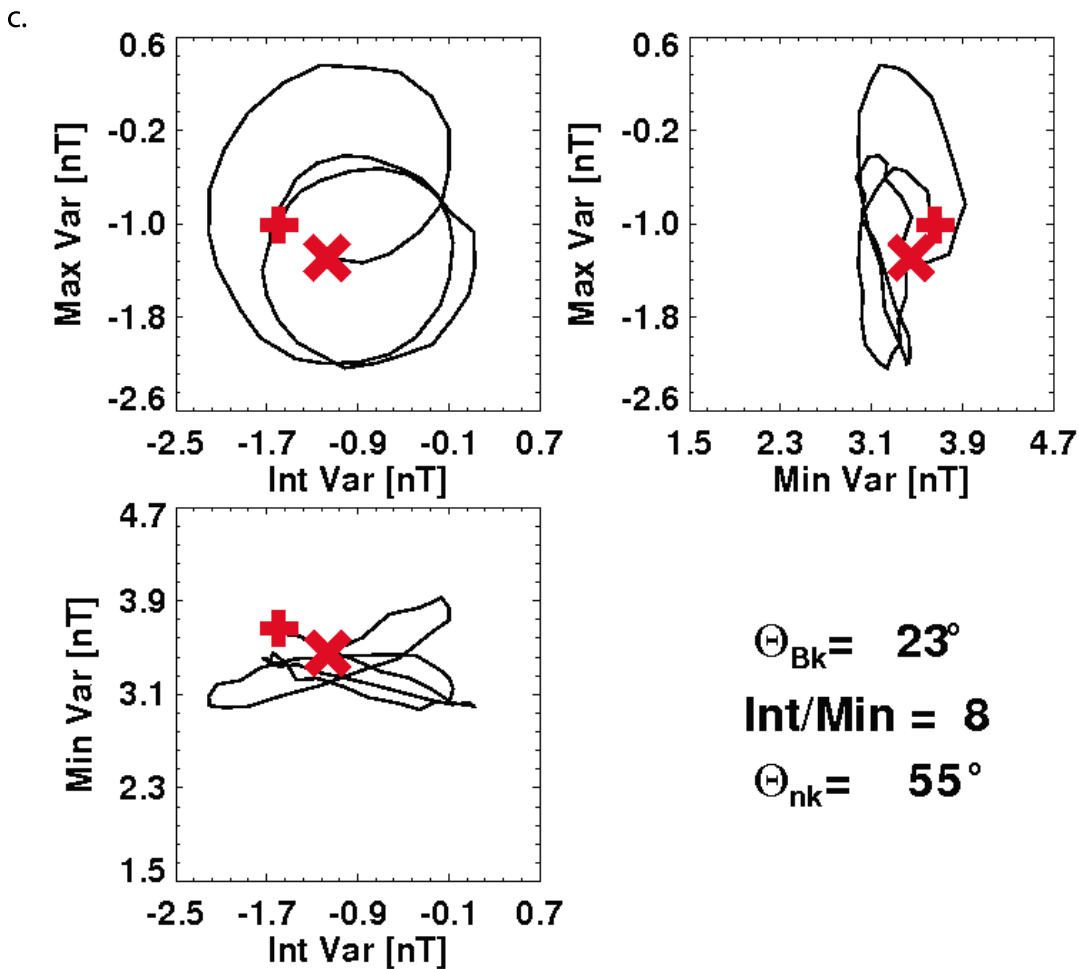 c.
0.6
-0.2
-1.0
-1.8
-2.6
Max Var [nT]
-2.5 -1.7 -0.9 -0.1 0.7
Int Var [nT]
0.6
-0.2
-1.0
-1.8
-2.6
Max Var [nT]
1.5 2.3 3.1 3.9 4.7
Min Var [nT]
4.7
3.9
3.1
2.3
1.5
Min Var [nT]
-2.5 -1.7 -0.9 -0.1 0.7
Int Var [nT]
ΘBk= 23°
Int/Min = 8
Θnk= 55°